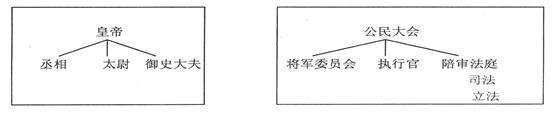 皇帝
丞相 太尉 御史大夫
公民大会
将军委员会 执行官 陪审法庭
司法
立法